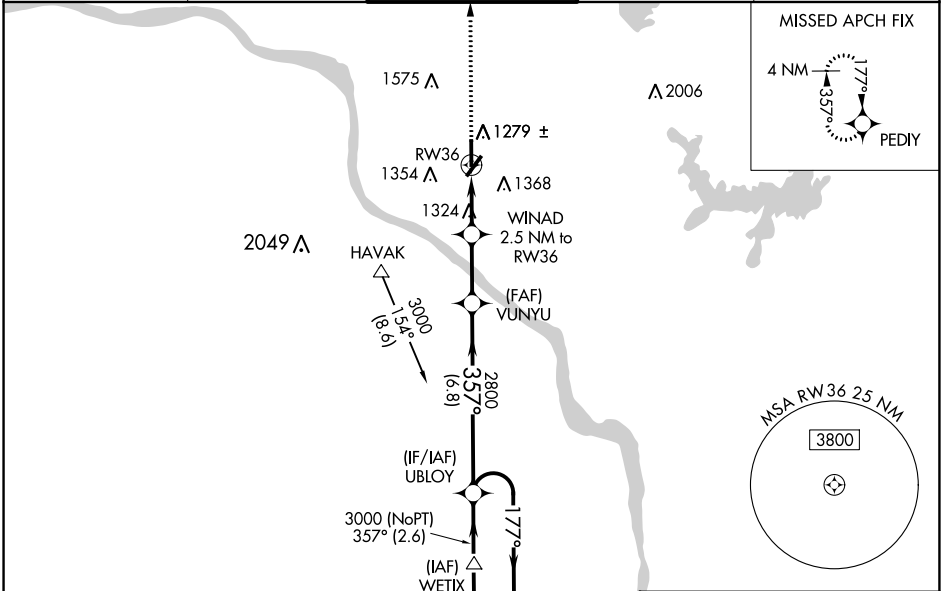 MISSED APCH FIX
4 NM
177°
357°
PEDIY
1575
2006
1279 ±
RW36
1354
1368
1324
WINAD
2.5 NM to
RW36
2049
HAVAK
3000
154°
(8.6)
(FAF)
VUNYU
2800
357°
(6.8)
MSA RW36 25 NM
3800
(IF/IAF)
UBLOY
3000 (NoPT)
357° (2.6)
177°
(IAF)
WETIX